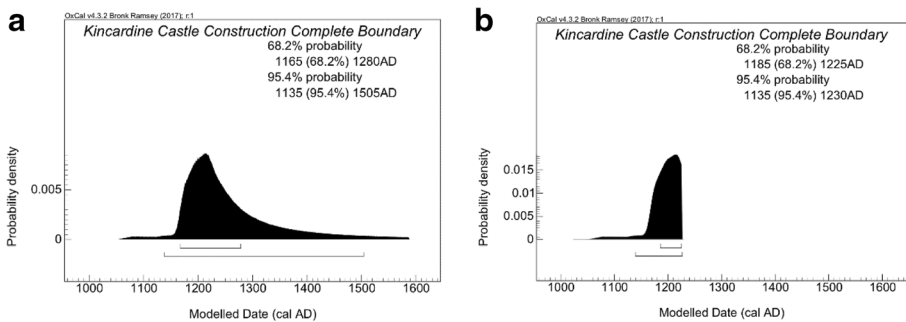 a
OxCal v4.3.2 Bronk Ramsey (2017); r:1
Kincardine Castle Construction Complete Boundary
68.2% probability
1165 (68.2%) 1280AD
95.4% probability
1135 (95.4%) 1505AD
Probability density
0.005
0
1000 1100 1200 1300 1400 1500 1600
Modelled Date (cal AD)
b
OxCal v4.3.2 Bronk Ramsey (2017); r:1
Kincardine Castle Construction Complete Boundary
68.2% probability
1185 (68.2%) 1225AD
95.4% probability
1135 (95.4%) 1230AD
Probability density
0.015
0.01
0.005
0
1000 1100 1200 1300 1400 1500 1600
Modelled Date (cal AD)